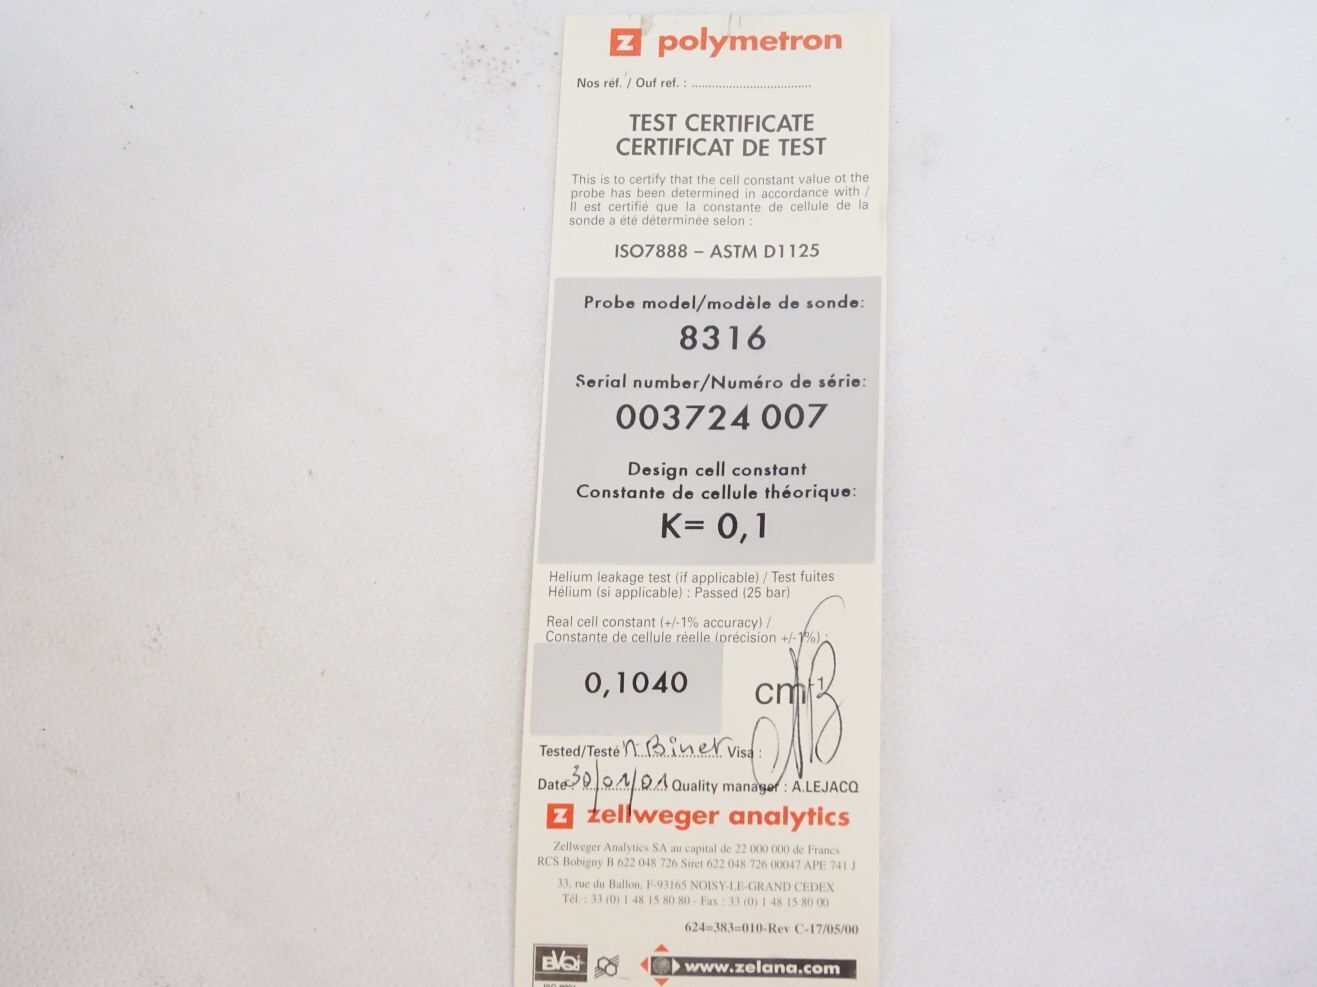 Z polymetron
Nos réf. / Ouf ref. : ....................................
TEST CERTIFICATE
CERTIFICAT DE TEST
This is to certify that the cell constant value ot the
probe has been determined in accordance with /
Il est certifié que la constante de cellule de la
sonde a été déterminée selon :
ISO7888 – ASTM D1125
Probe model/modèle de sonde:
8316
Serial number/Numéro de série:
003724 007
Design cell constant
Constante de cellule théorique:
K= 0,1
Helium leakage test (if applicable) / Test fuites
Hélium (si applicable) : Passed (25 bar)
Real cell constant (+/-1% accuracy) /
Constante de cellule réelle (précision +/-1%) :
0,1040 cm-1
Tested/Testé N. Biner Visa :
Date : 30/01/01 Quality manager : A.LEJACQ
Z zellweger analytics
Zellweger Analytics SA au capital de 22 000 000 de Francs
RCS Bobigny B 622 048 726 Siret 622 048 726 00047 APE 741 J
33, rue du Ballon, F-93165 NOISY-LE-GRAND CEDEX
Tél. : 33 (0) 1 48 15 80 80 - Fax : 33 (0) 1 48 15 80 00
624=383=010-Rev C-17/05/00
BVQi www.zelana.com